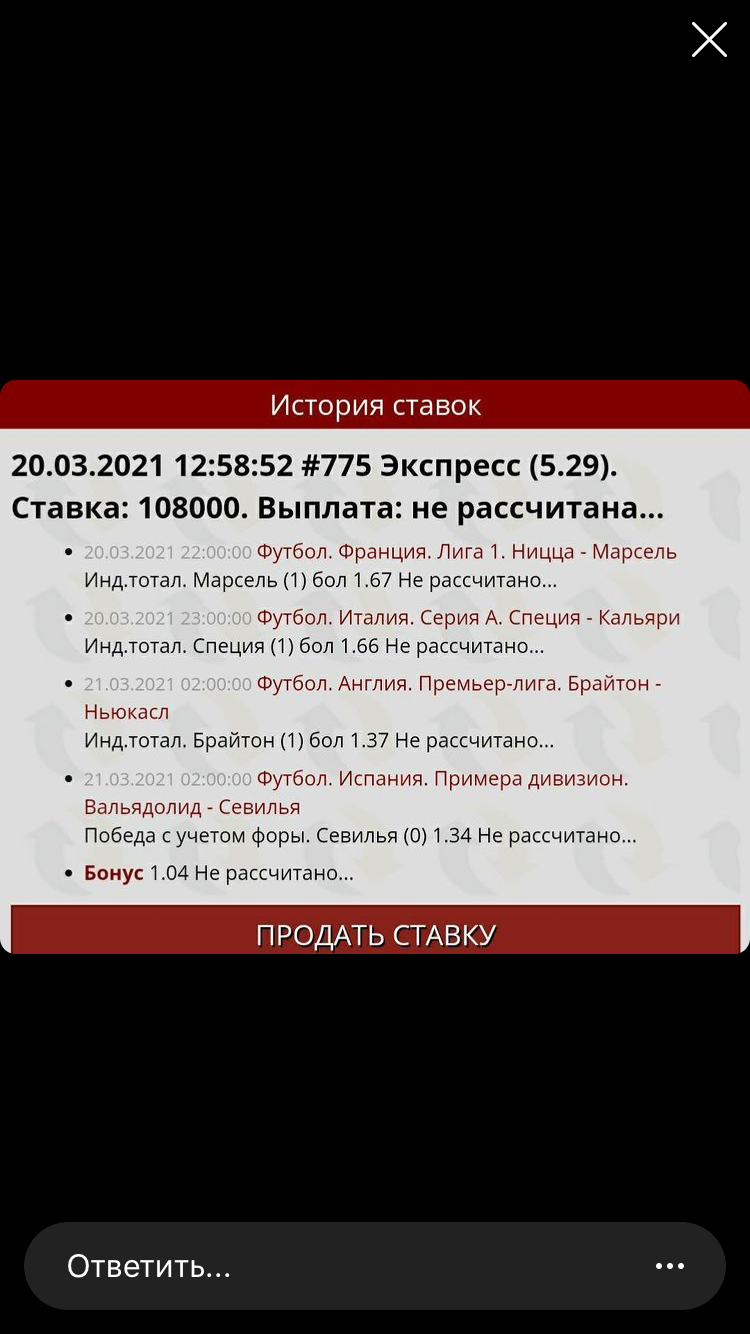 История ставок
20.03.2021 12:58:52 #775 Экспресс (5.29).
Ставка: 108000. Выплата: не рассчитана...
• 20.03.2021 22:00:00 Футбол. Франция. Лига 1. Ницца - Марсель
Инд.тотал. Марсель (1) бол 1.67 Не рассчитано...
• 20.03.2021 23:00:00 Футбол. Италия. Серия А. Специя - Кальяри
Инд.тотал. Специя (1) бол 1.66 Не рассчитано...
• 21.03.2021 02:00:00 Футбол. Англия. Премьер-лига. Брайтон -
Ньюкасл
Инд.тотал. Брайтон (1) бол 1.37 Не рассчитано...
• 21.03.2021 02:00:00 Футбол. Испания. Примера дивизион.
Вальядолид - Севилья
Победа с учетом форы. Севилья (0) 1.34 Не рассчитано...
• Бонус 1.04 Не рассчитано...
ПРОДАТЬ СТАВКУ
Ответить...